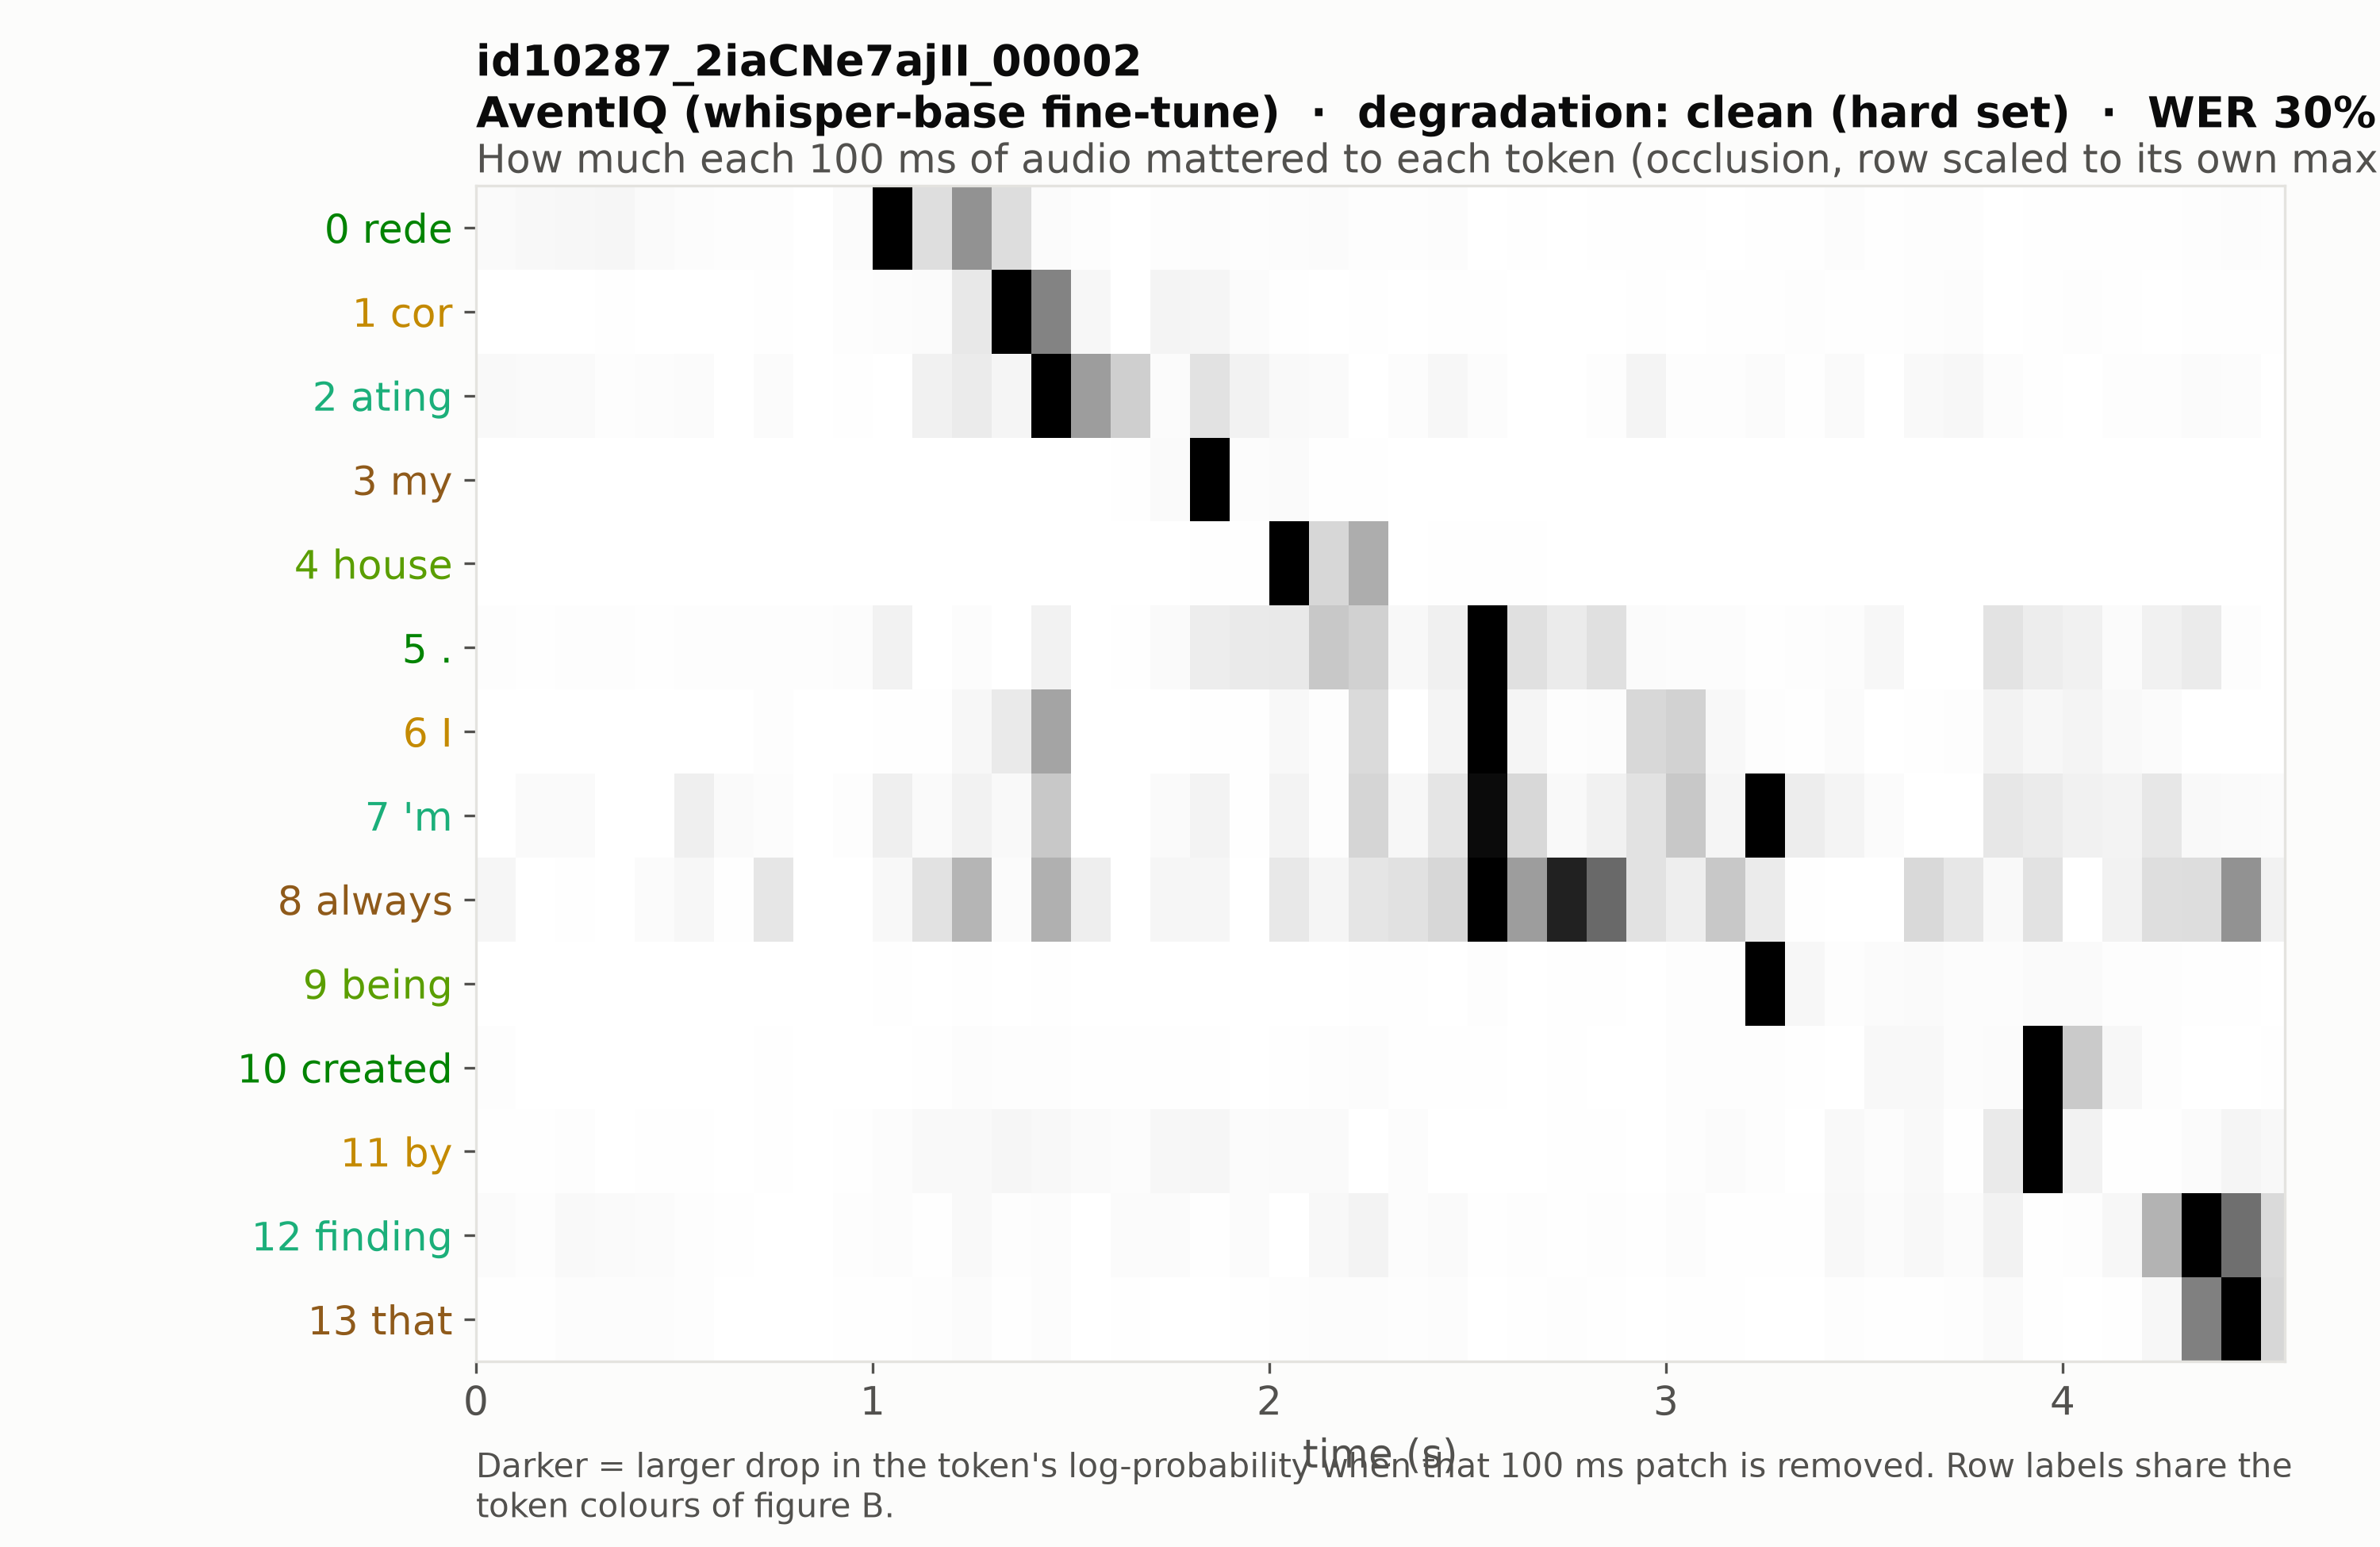 id10287_2iaCNe7ajII_00002
AventIQ (whisper-base fine-tune) · degradation: clean (hard set) · WER 30%
How much each 100 ms of audio mattered to each token (occlusion, row scaled to its own max
0 rede
1 cor
2 ating
3 my
4 house
5 .
6 I
7 'm
8 always
9 being
10 created
11 by
12 finding
13 that
0 1 2 3 4
time (s)
Darker = larger drop in the token's log-probability when that 100 ms patch is removed. Row labels share the
token colours of figure B.